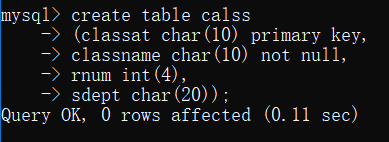 mysql> create table calss
-> (classat char(10) primary key,
-> classname char(10) not null,
-> rnum int(4),
-> sdept char(20));
Query OK, 0 rows affected (0.11 sec)